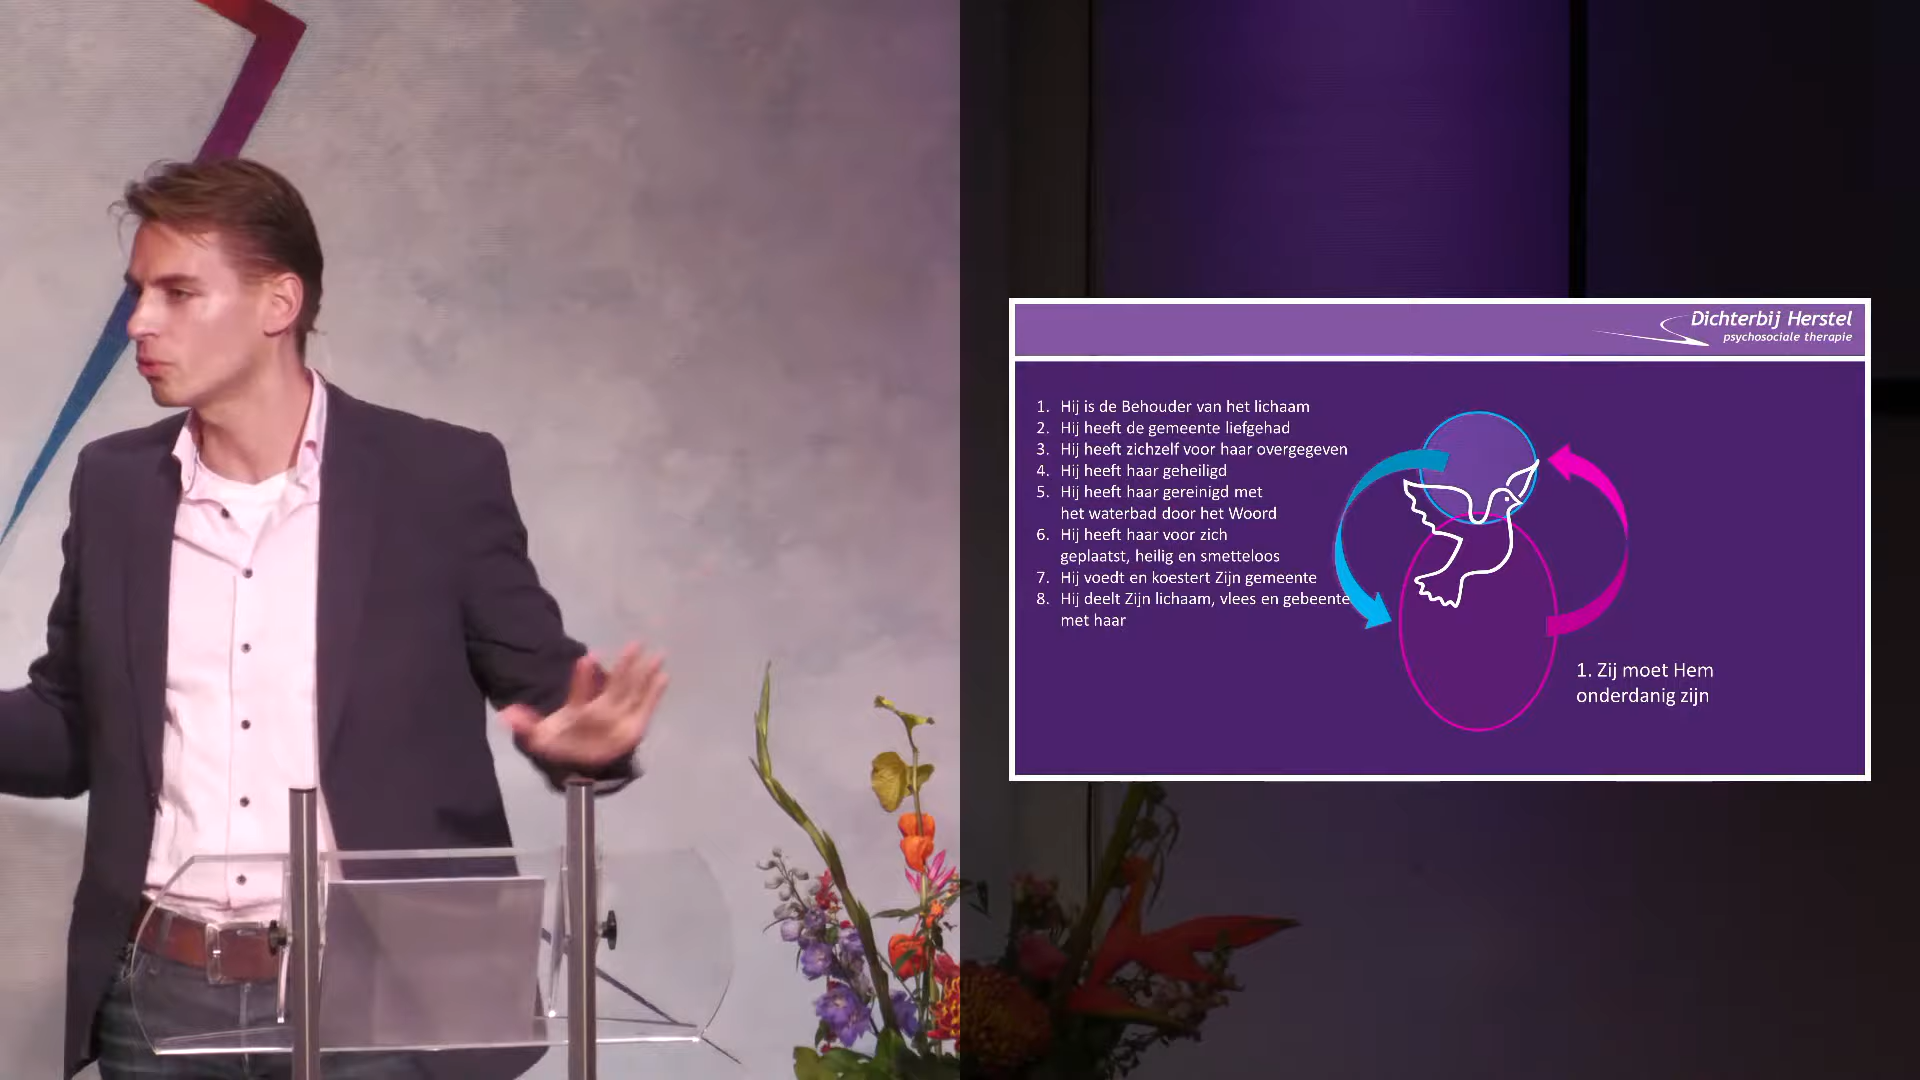 Dichterbij Herstel
psychosociale therapie
1. Hij is de Behouder van het lichaam
2. Hij heeft de gemeente liefgehad
3. Hij heeft zichzelf voor haar overgegeven
4. Hij heeft haar geheiligd
5. Hij heeft haar gereinigd met
het waterbad door het Woord
6. Hij heeft haar voor zich
geplaatst, heilig en smetteloos
7. Hij voedt en koestert Zijn gemeente
8. Hij deelt Zijn lichaam, vlees en gebeente
met haar
1. Zij moet Hem
onderdanig zijn